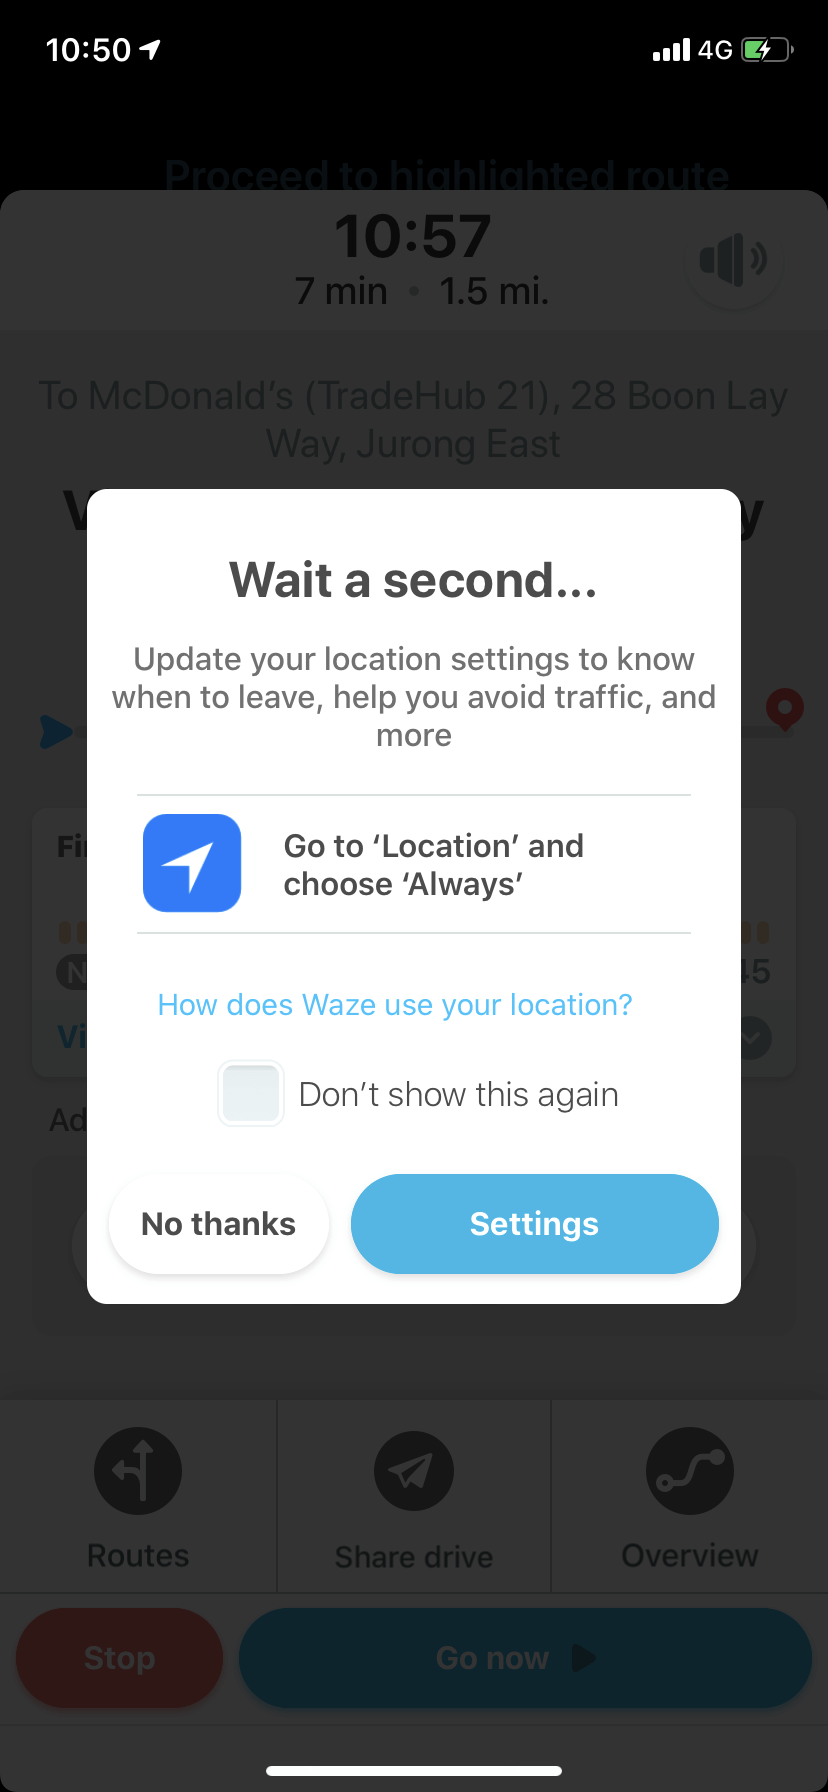 10:50
4G
Proceed to highlighted route
10:57
7 min • 1.5 mi.
To McDonald's (TradeHub 21), 28 Boon Lay
Way, Jurong East
Wait a second...
Update your location settings to know
when to leave, help you avoid traffic, and
more
Go to ‘Location’ and
choose ‘Always’
How does Waze use your location?
Don’t show this again
No thanks
Settings
Routes
Share drive
Overview
Stop
Go now